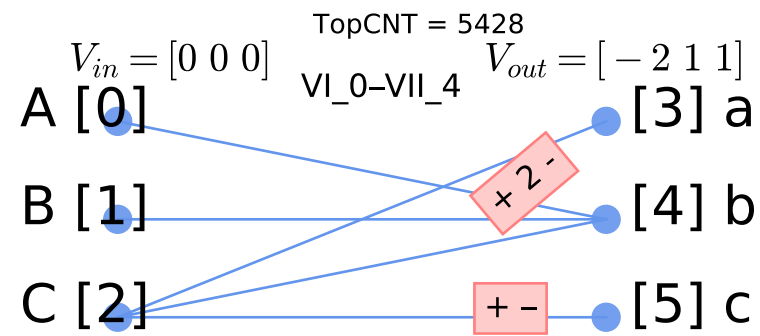 TopCNT = 5428
V_in = [0 0 0]
V_out = [ − 2 1 1]
VI_0–VII_4
A [0]
[3] a
+ 2 -
B [1]
[4] b
C [2]
+ −
[5] c